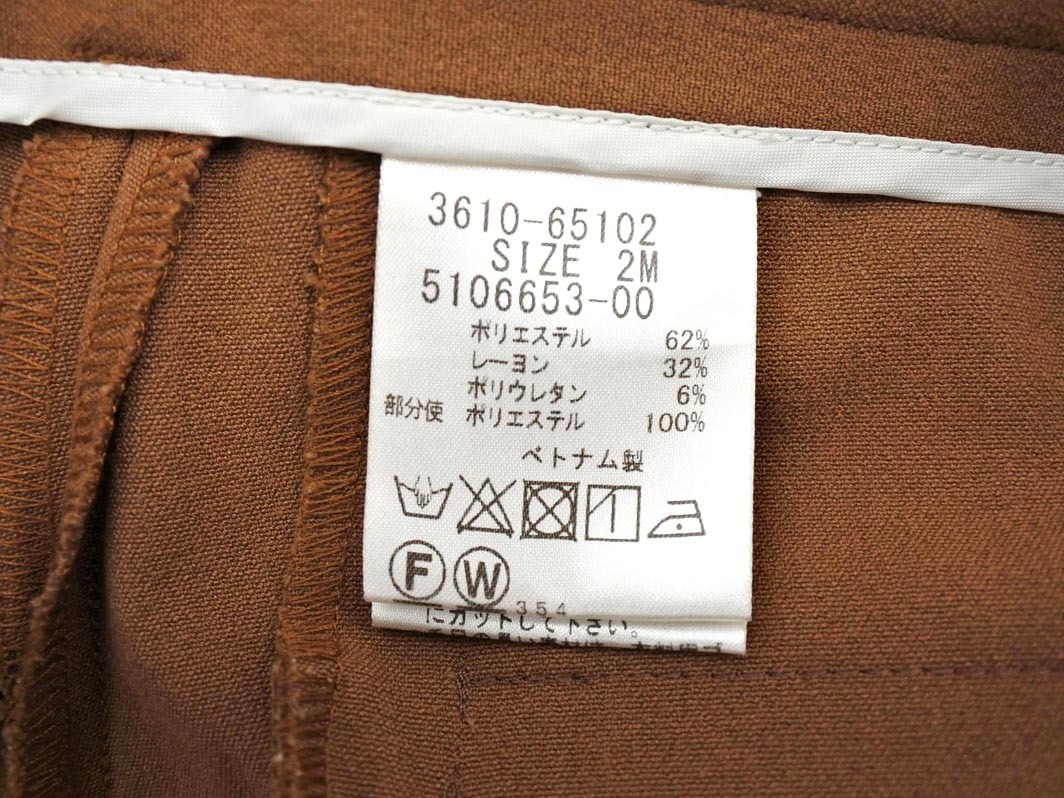 3610-65102
SIZE 2M
5106653-00
ポリエステル 62%
レーヨン 32%
ポリウレタン 6%
部分使 ポリエステル 100%
ベトナム製
F W
354
にカットして下さい。